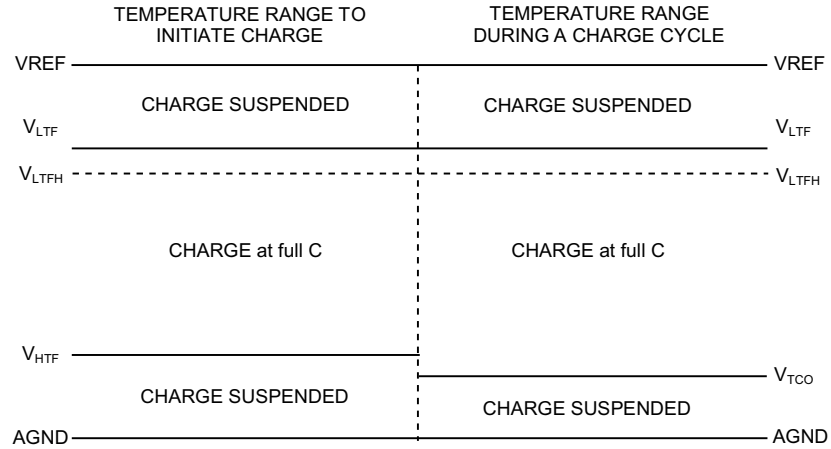 TEMPERATURE RANGE TO
INITIATE CHARGE
TEMPERATURE RANGE
DURING A CHARGE CYCLE
VREF
VREF
CHARGE SUSPENDED
CHARGE SUSPENDED
VLTF
VLTF
VLTFH
VLTFH
CHARGE at full C
CHARGE at full C
VHTF
VTCO
CHARGE SUSPENDED
CHARGE SUSPENDED
AGND
AGND